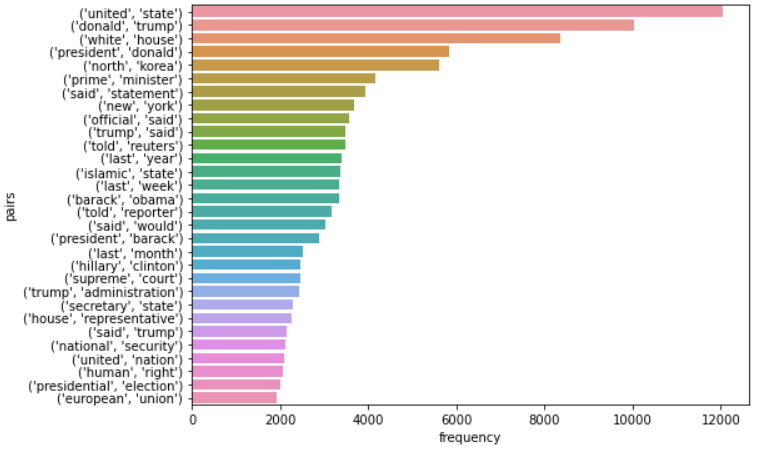 ('united', 'state')
('donald', 'trump')
('white', 'house')
('president', 'donald')
('north', 'korea')
('prime', 'minister')
('said', 'statement')
('new', 'york')
('official', 'said')
('trump', 'said')
('told', 'reuters')
('last', 'year')
('islamic', 'state')
('last', 'week')
('barack', 'obama')
('told', 'reporter')
('said', 'would')
('president', 'barack')
('last', 'month')
('hillary', 'clinton')
('supreme', 'court')
('trump', 'administration')
('secretary', 'state')
('house', 'representative')
('said', 'trump')
('national', 'security')
('united', 'nation')
('human', 'right')
('presidential', 'election')
('european', 'union')
pairs
0 2000 4000 6000 8000 10000 12000
frequency